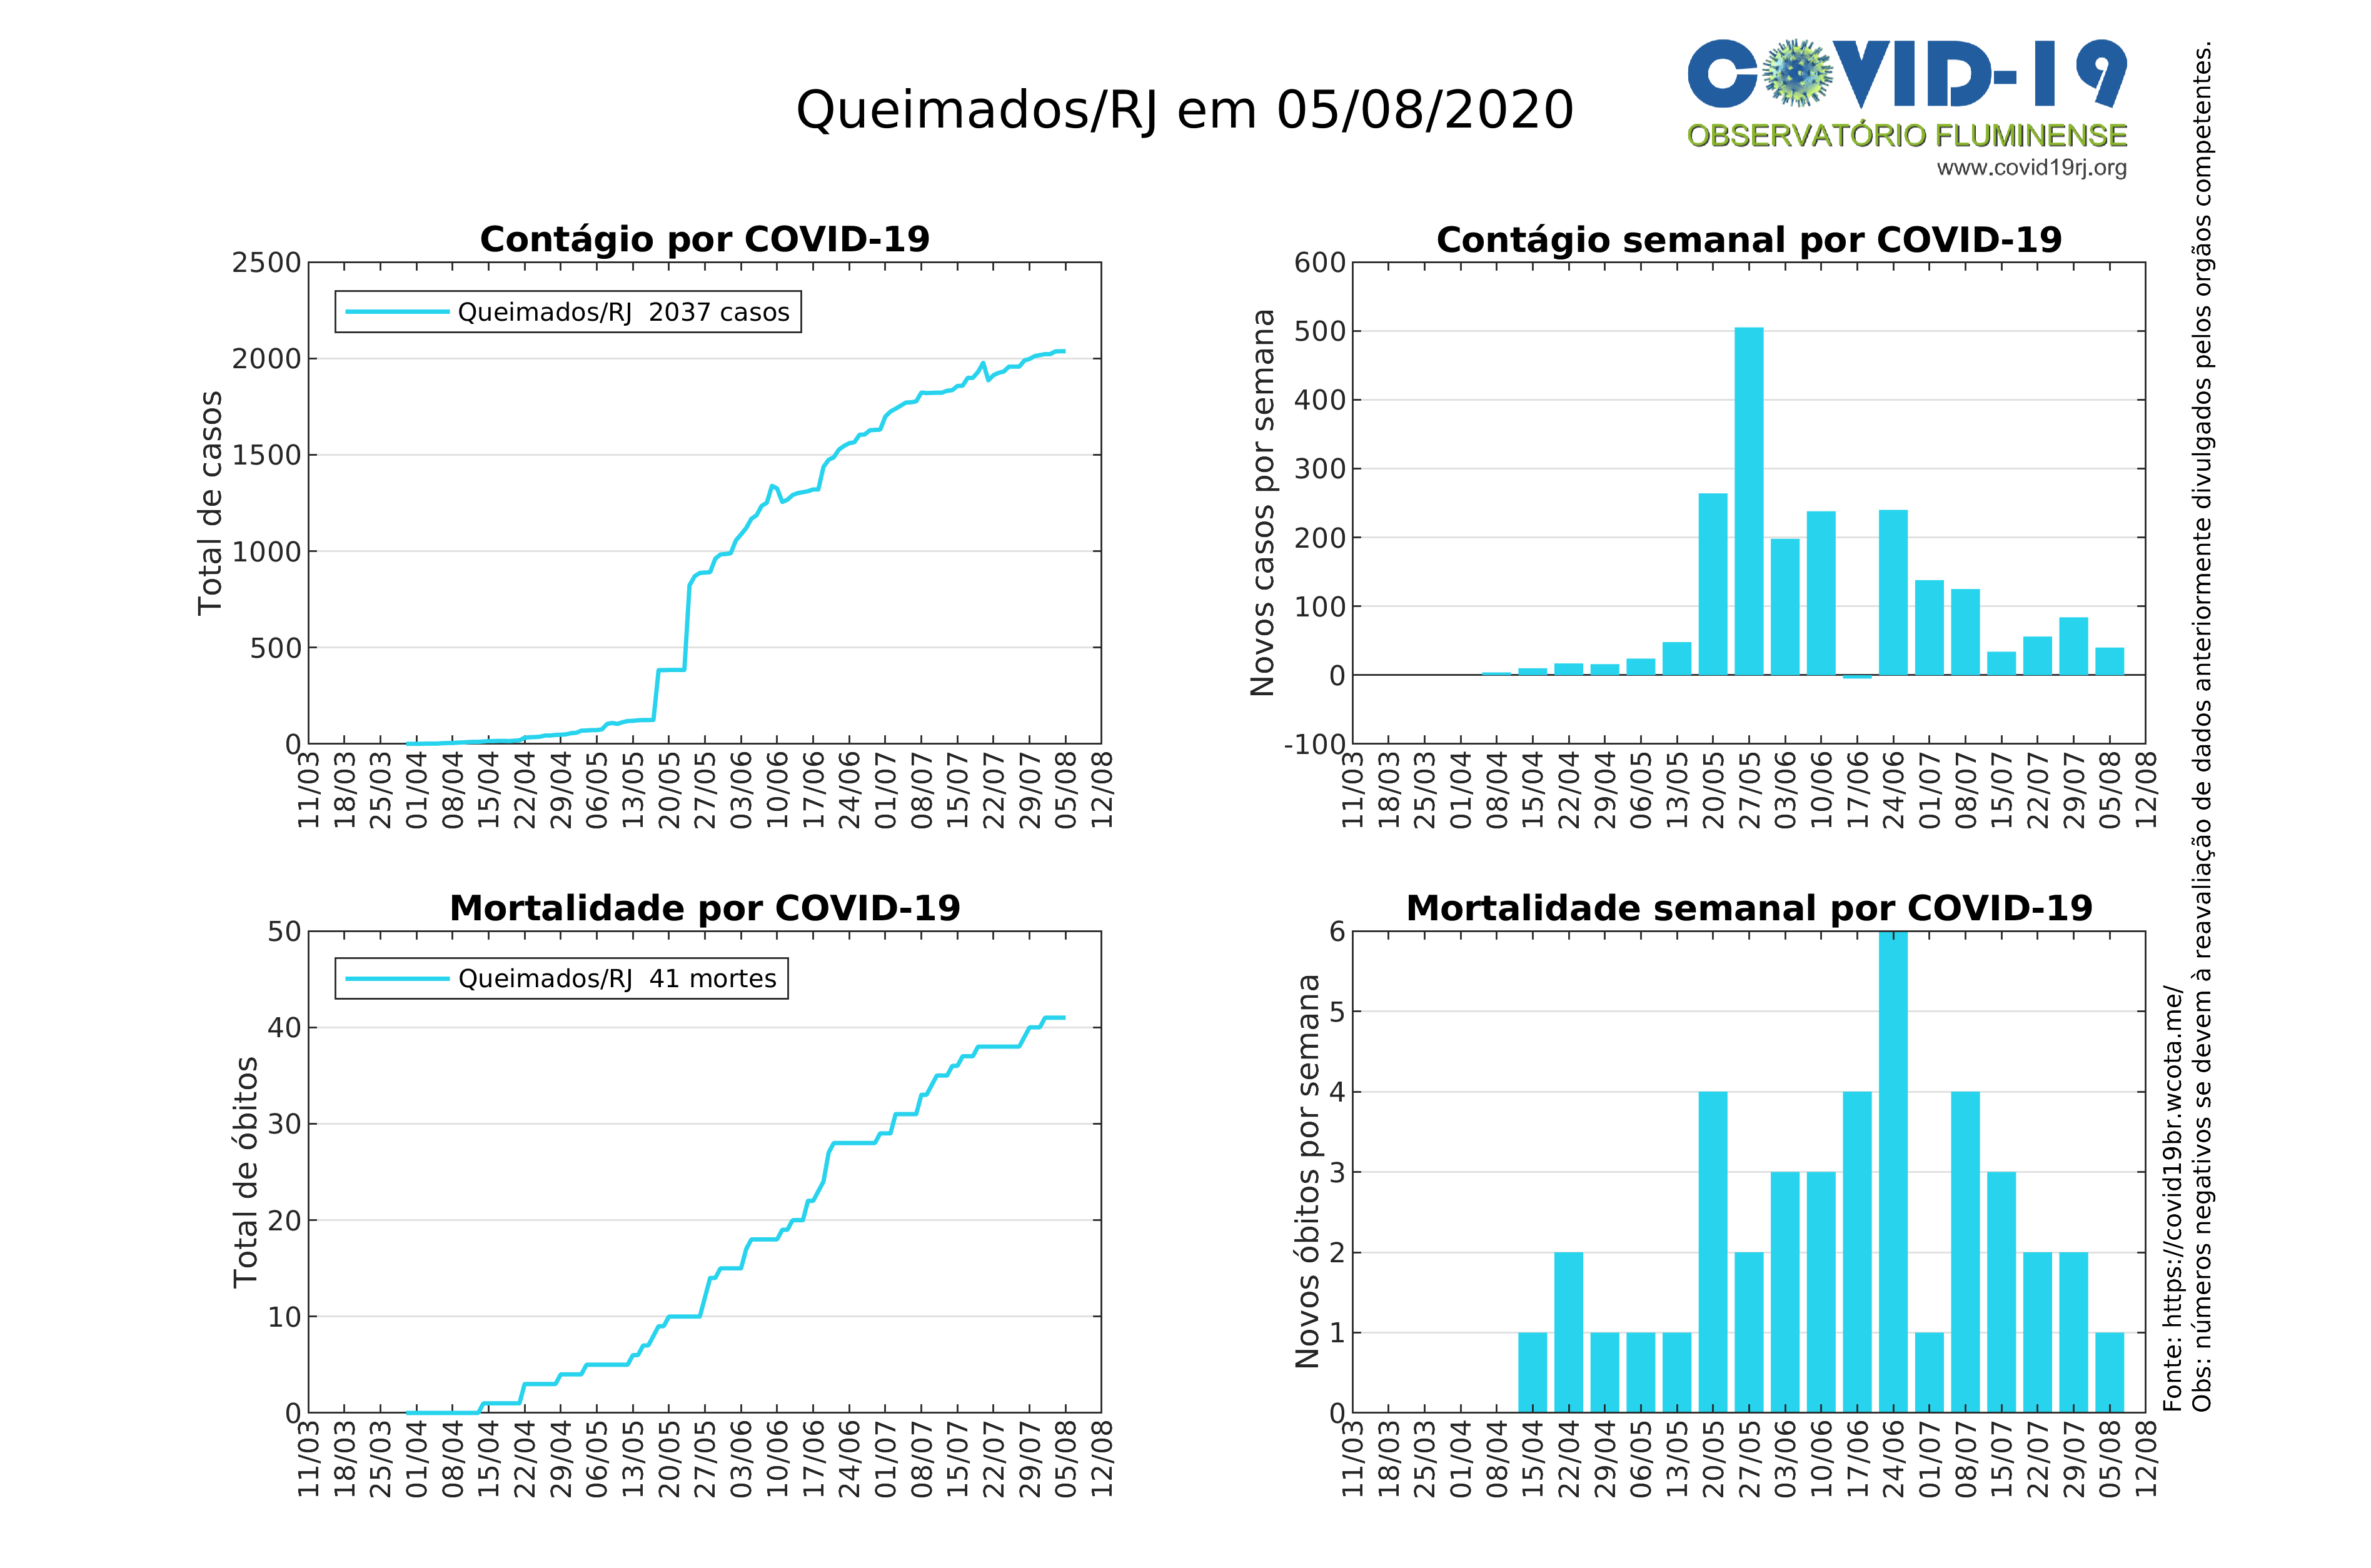 Queimados/RJ em 05/08/2020
COVID-19
OBSERVATÓRIO FLUMINENSE
www.covid19rj.org
Contágio por COVID-19
Total de casos
2500
2000
1500
1000
500
0
Queimados/RJ 2037 casos
11/03 18/03 25/03 01/04 08/04 15/04 22/04 29/04 06/05 13/05 20/05 27/05 03/06 10/06 17/06 24/06 01/07 08/07 15/07 22/07 29/07 05/08 12/08
Contágio semanal por COVID-19
Novos casos por semana
600
500
400
300
200
100
0
-100
11/03 18/03 25/03 01/04 08/04 15/04 22/04 29/04 06/05 13/05 20/05 27/05 03/06 10/06 17/06 24/06 01/07 08/07 15/07 22/07 29/07 05/08 12/08
Mortalidade por COVID-19
Total de óbitos
50
40
30
20
10
0
Queimados/RJ 41 mortes
11/03 18/03 25/03 01/04 08/04 15/04 22/04 29/04 06/05 13/05 20/05 27/05 03/06 10/06 17/06 24/06 01/07 08/07 15/07 22/07 29/07 05/08 12/08
Mortalidade semanal por COVID-19
Novos óbitos por semana
6
5
4
3
2
1
0
11/03 18/03 25/03 01/04 08/04 15/04 22/04 29/04 06/05 13/05 20/05 27/05 03/06 10/06 17/06 24/06 01/07 08/07 15/07 22/07 29/07 05/08 12/08
Fonte: https://covid19br.wcota.me/
Obs: números negativos se devem à reavaliação de dados anteriormente divulgados pelos orgãos competentes.